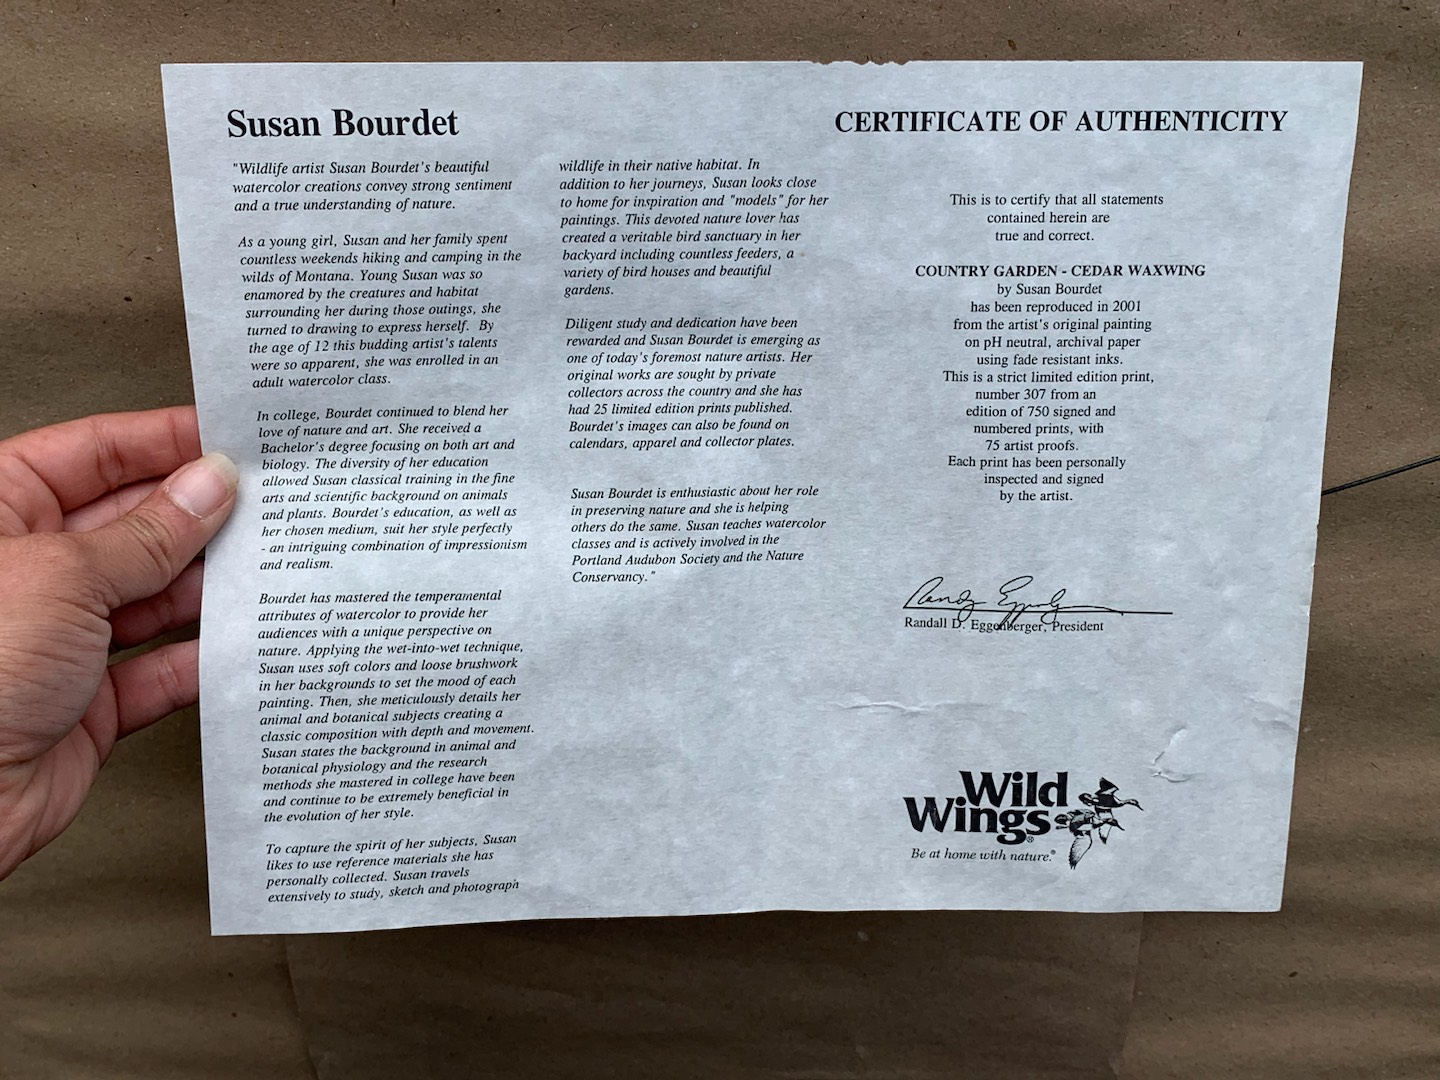 Susan Bourdet
"Wildlife artist Susan Bourdet's beautiful
watercolor creations convey strong sentiment
and a true understanding of nature.
As a young girl, Susan and her family spent
countless weekends hiking and camping in the
wilds of Montana. Young Susan was so
enamored by the creatures and habitat
surrounding her during those outings, she
turned to drawing to express herself. By
the age of 12 this budding artist's talents
were so apparent, she was enrolled in an
adult watercolor class.
In college, Bourdet continued to blend her
love of nature and art. She received a
Bachelor's degree focusing on both art and
biology. The diversity of her education
allowed Susan classical training in the fine
arts and scientific background on animals
and plants. Bourdet's education, as well as
her chosen medium, suit her style perfectly
- an intriguing combination of impressionism
and realism.
Bourdet has mastered the temperamental
attributes of watercolor to provide her
audiences with a unique perspective on
nature. Applying the wet-into-wet technique,
Susan uses soft colors and loose brushwork
in her backgrounds to set the mood of each
painting. Then, she meticulously details her
animal and botanical subjects creating a
classic composition with depth and movement.
Susan states the background in animal and
botanical physiology and the research
methods she mastered in college have been
and continue to be extremely beneficial in
the evolution of her style.
To capture the spirit of her subjects, Susan
likes to use reference materials she has
personally collected. Susan travels
extensively to study, sketch and photograph
wildlife in their native habitat. In
addition to her journeys, Susan looks close
to home for inspiration and "models" for her
paintings. This devoted nature lover has
created a veritable bird sanctuary in her
backyard including countless feeders, a
variety of bird houses and beautiful
gardens.
Diligent study and dedication have been
rewarded and Susan Bourdet is emerging as
one of today's foremost nature artists. Her
original works are sought by private
collectors across the country and she has
had 25 limited edition prints published.
Bourdet's images can also be found on
calendars, apparel and collector plates.
Susan Bourdet is enthusiastic about her role
in preserving nature and she is helping
others do the same. Susan teaches watercolor
classes and is actively involved in the
Portland Audubon Society and the Nature
Conservancy."
CERTIFICATE OF AUTHENTICITY
This is to certify that all statements
contained herein are
true and correct.
COUNTRY GARDEN - CEDAR WAXWING
by Susan Bourdet
has been reproduced in 2001
from the artist's original painting
on pH neutral, archival paper
using fade resistant inks.
This is a strict limited edition print,
number 307 from an
edition of 750 signed and
numbered prints, with
75 artist proofs.
Each print has been personally
inspected and signed
by the artist.
Randall D. Eggenberger, President
Wild
Wings®
Be at home with nature.®